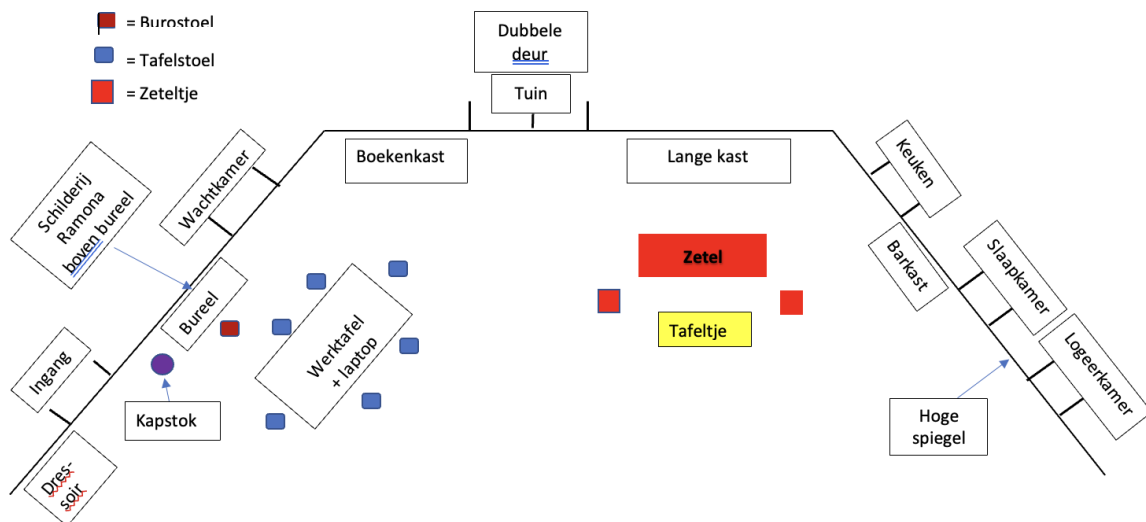 = Burostoel
= Tafelstoel
= Zeteltje
Dubbele
deur
Tuin
Boekenkast
Lange kast
Wachtkamer
Schilderij
Ramona
boven bureel
Bureel
Ingang
Kapstok
Dres-
soir
Werktafel
+ laptop
Zetel
Tafeltje
Keuken
Barkast
Slaapkamer
Logeerkamer
Hoge
spiegel